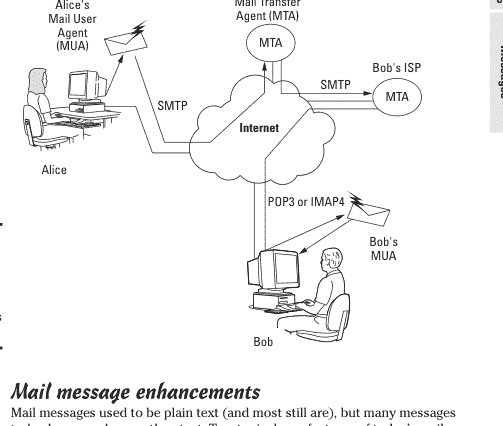 Alice's
Mail User
Agent
(MUA)
Mail Transfer
Agent (MTA)
MTA
Bob's ISP
SMTP
MTA
SMTP
Internet
Alice
POP3 or IMAP4
Bob's
MUA
Bob
Mail message enhancements
Mail messages used to be plain text (and most still are), but many messages